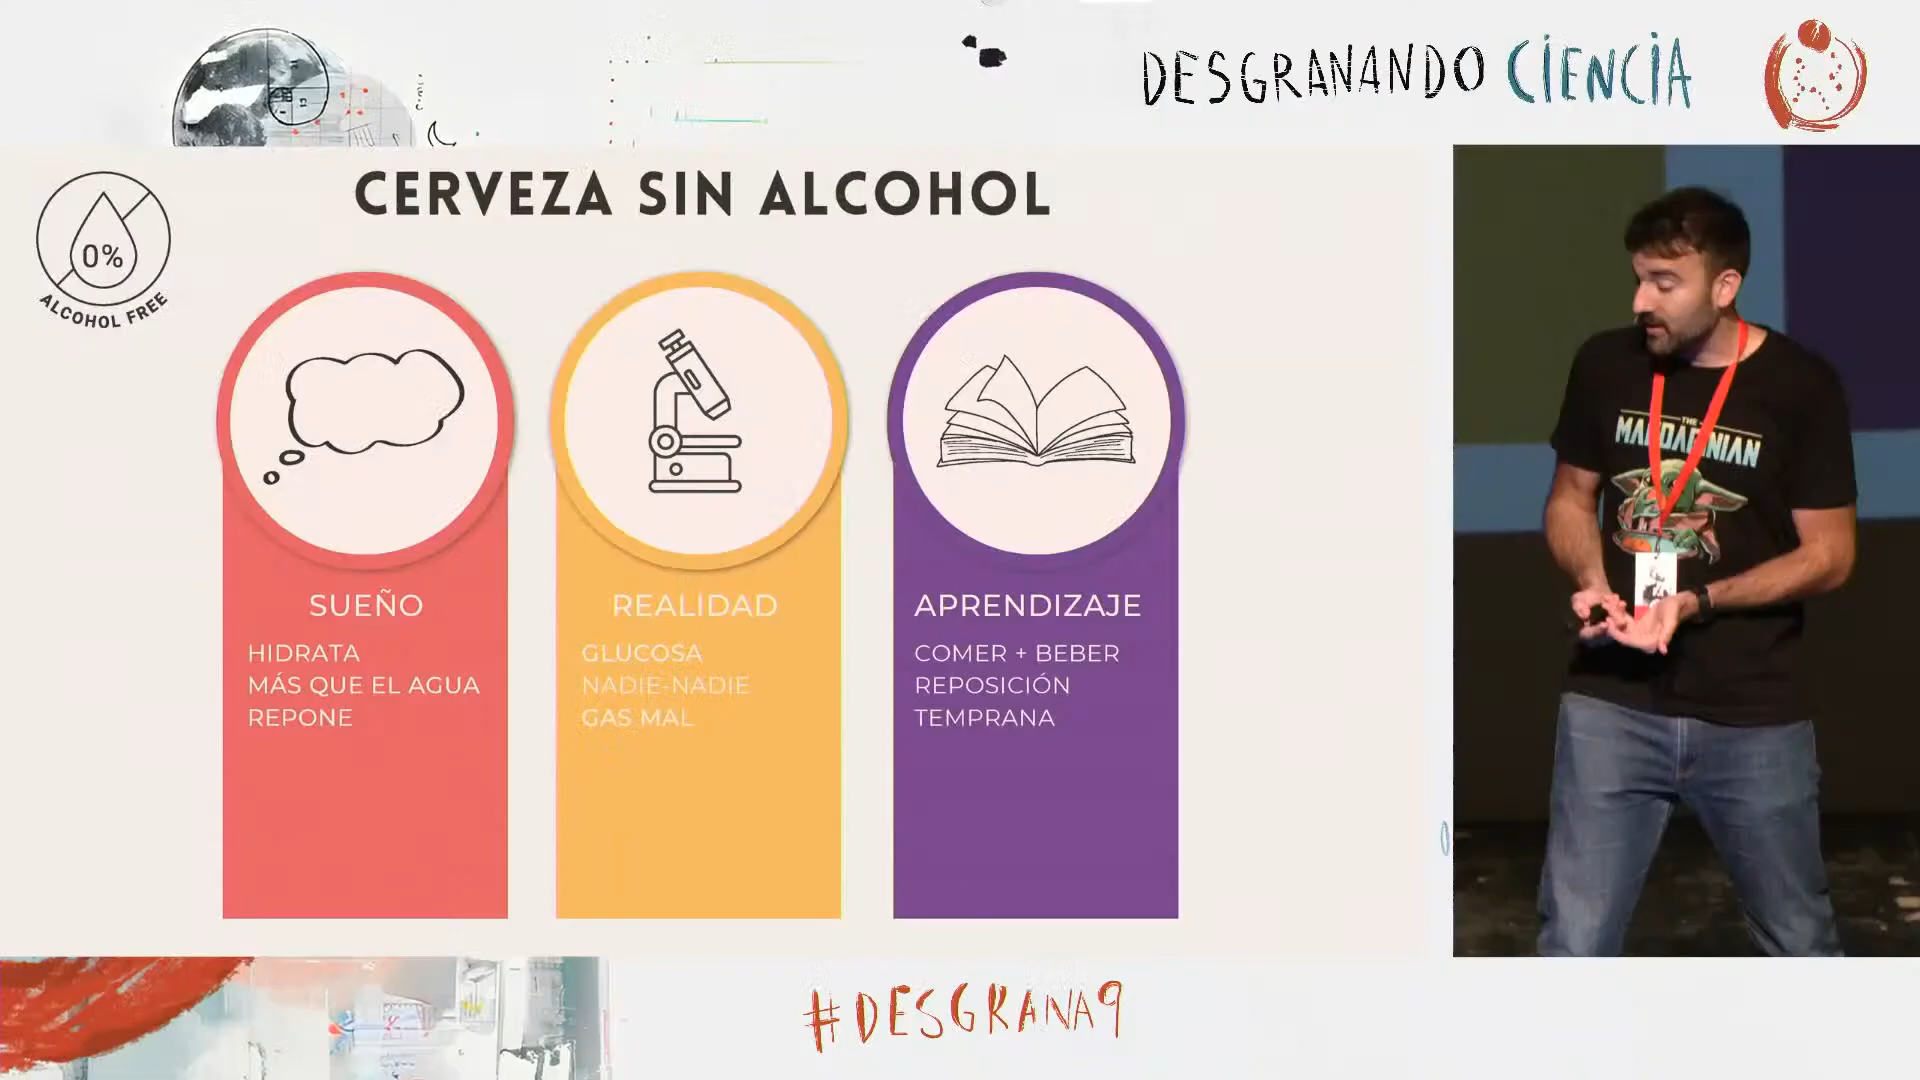 DESGRANANDO CIENCIA
CERVEZA SIN ALCOHOL
0%
ALCOHOL FREE
SUEÑO
HIDRATA
MÁS QUE EL AGUA
REPONE
REALIDAD
GLUCOSA
NADIE-NADIE
GAS MAL
APRENDIZAJE
COMER + BEBER
REPOSICIÓN
TEMPRANA
THE
MANDALORIAN
#DESGRANA9